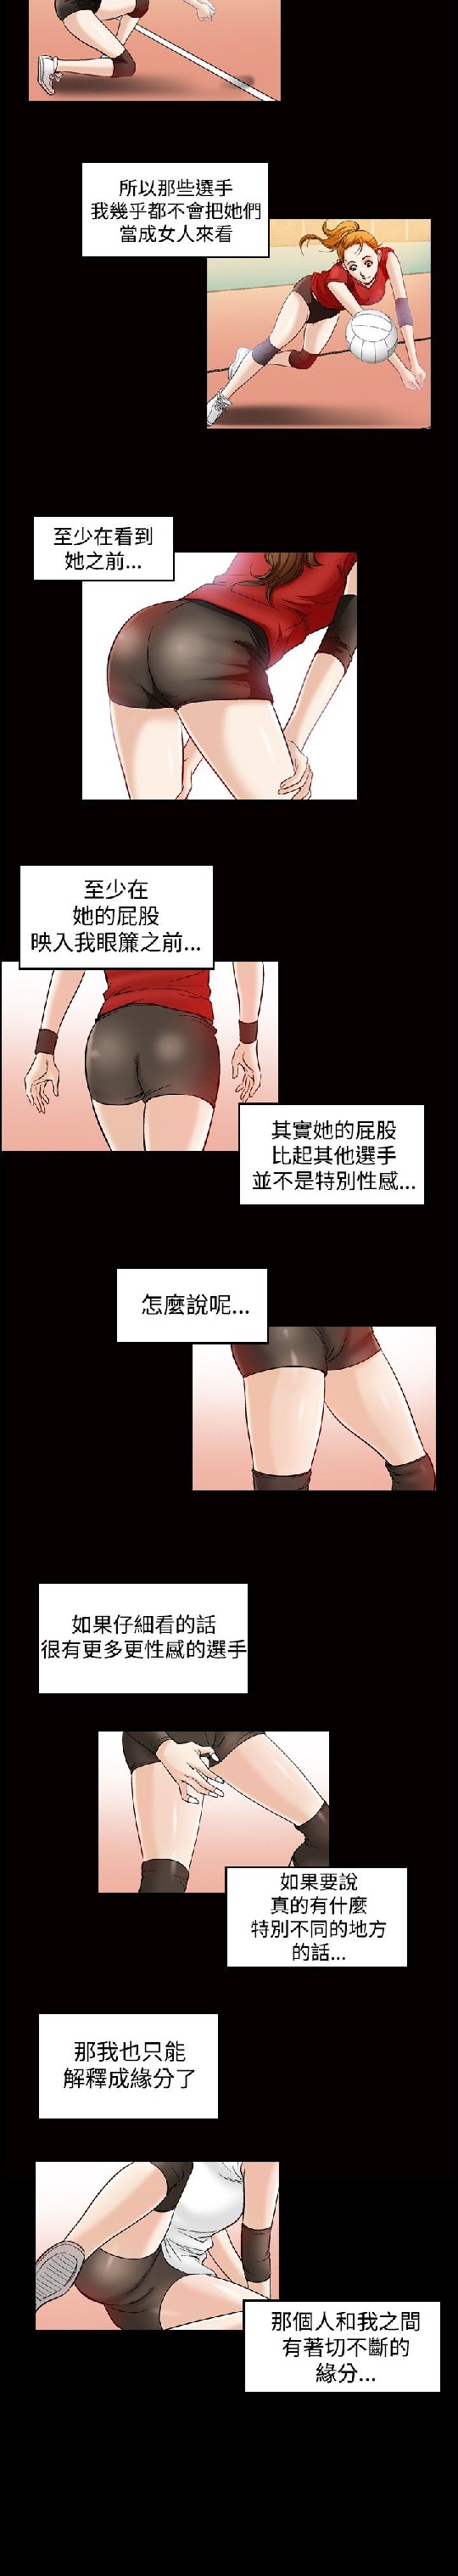 所以那些選手
我幾乎都不會把她們
當成女人來看
至少在看到
她之前...
至少在
她的屁股
映入我眼簾之前...
其實她的屁股
比起其他選手
並不是特別性感...
怎麼說呢...
如果仔細看的話
很有更多更性感的選手
如果要說
真的有什麼
特別不同的地方
的話...
那我也只能
解釋成緣分了
那個人和我之間
有著切不斷的
緣分...